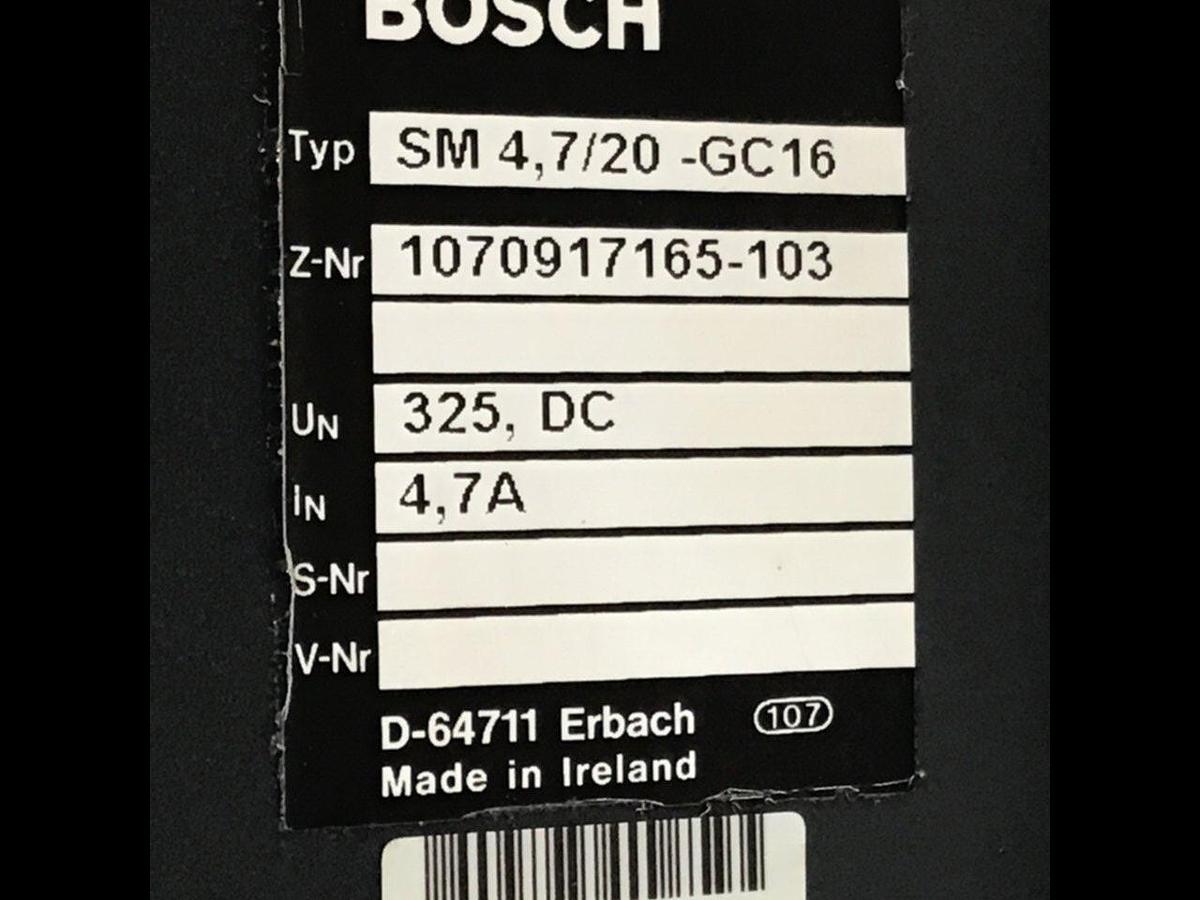 BOSCH
Typ SM 4,7/20 -GC16
Z-Nr 1070917165-103
UN 325, DC
IN 4,7A
S-Nr
V-Nr
D-64711 Erbach 107
Made in Ireland